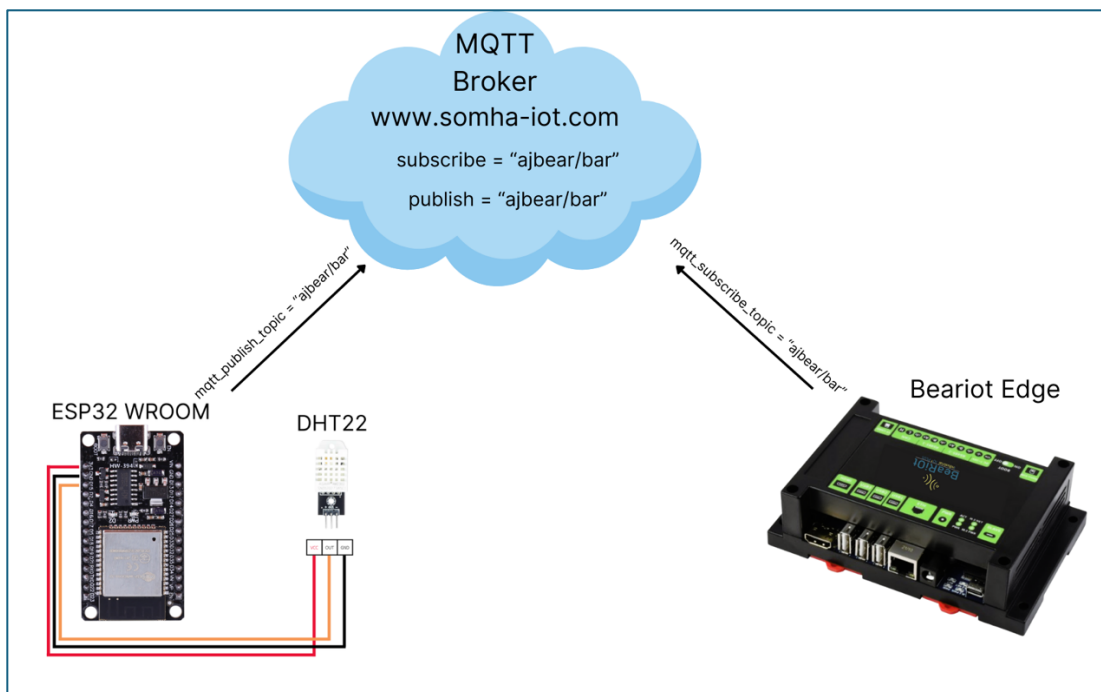 MQTT
Broker
www.somha-iot.com
subscribe = “ajbear/bar”
publish = “ajbear/bar”
mqtt_publish_topic = “ajbear/bar”
mqtt_subscribe_topic = “ajbear/bar”
ESP32 WROOM
DHT22
Beariot Edge
BeaRiOt
VCC OUT GND